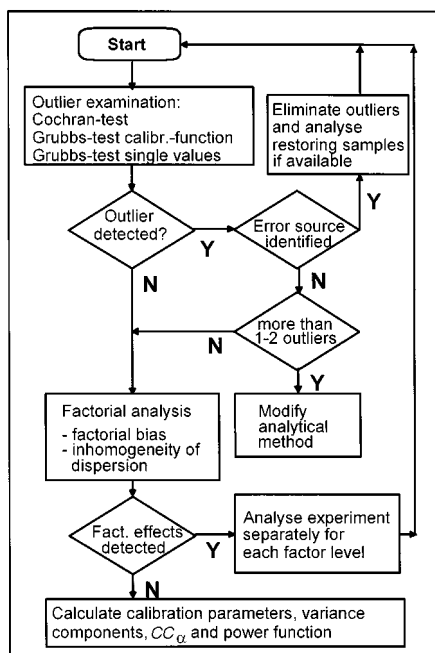 Start
Outlier examination:
Cochran-test
Grubbs-test calibr.-function
Grubbs-test single values
Eliminate outliers
and analyse
restoring samples
if available
Outlier
detected?
Y
Error source
identified
Y
N
N
more than
1-2 outliers
N
Y
Modify
analytical
method
Factorial analysis
- factorial bias
- inhomogeneity of
dispersion
Fact. effects
detected
Y
Analyse experiment
separately for
each factor level
N
Calculate calibration parameters, variance
components, CCα and power function